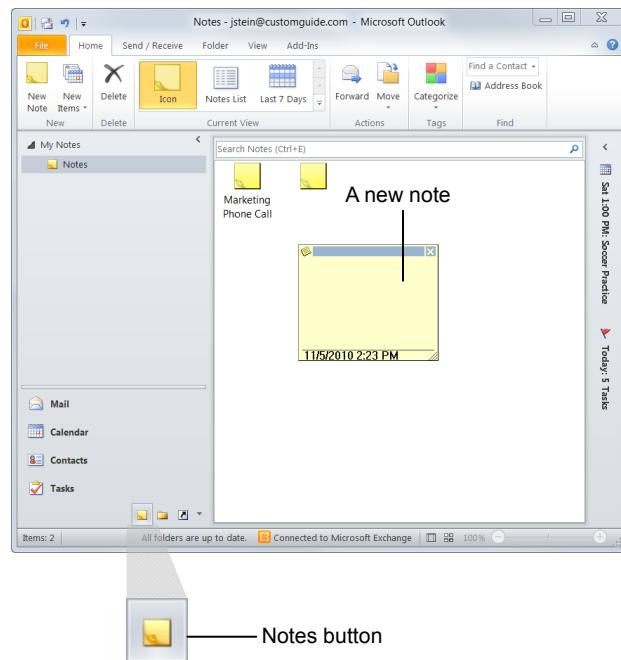 Notes - jstein@customguide.com - Microsoft Outlook
File Home Send / Receive Folder View Add-Ins
New Note
New Items
Delete
Icon
Notes List
Last 7 Days
Forward
Move
Categorize
Find a Contact
Address Book
New Delete Current View Actions Tags Find
My Notes
Notes
Search Notes (Ctrl+E)
Marketing
Phone Call
A new note
11/5/2010 2:23 PM
Sat 1:00 PM: Soccer Practice
Today: 5 Tasks
Mail
Calendar
Contacts
Tasks
Items: 2 All folders are up to date. Connected to Microsoft Exchange 100%
Notes button